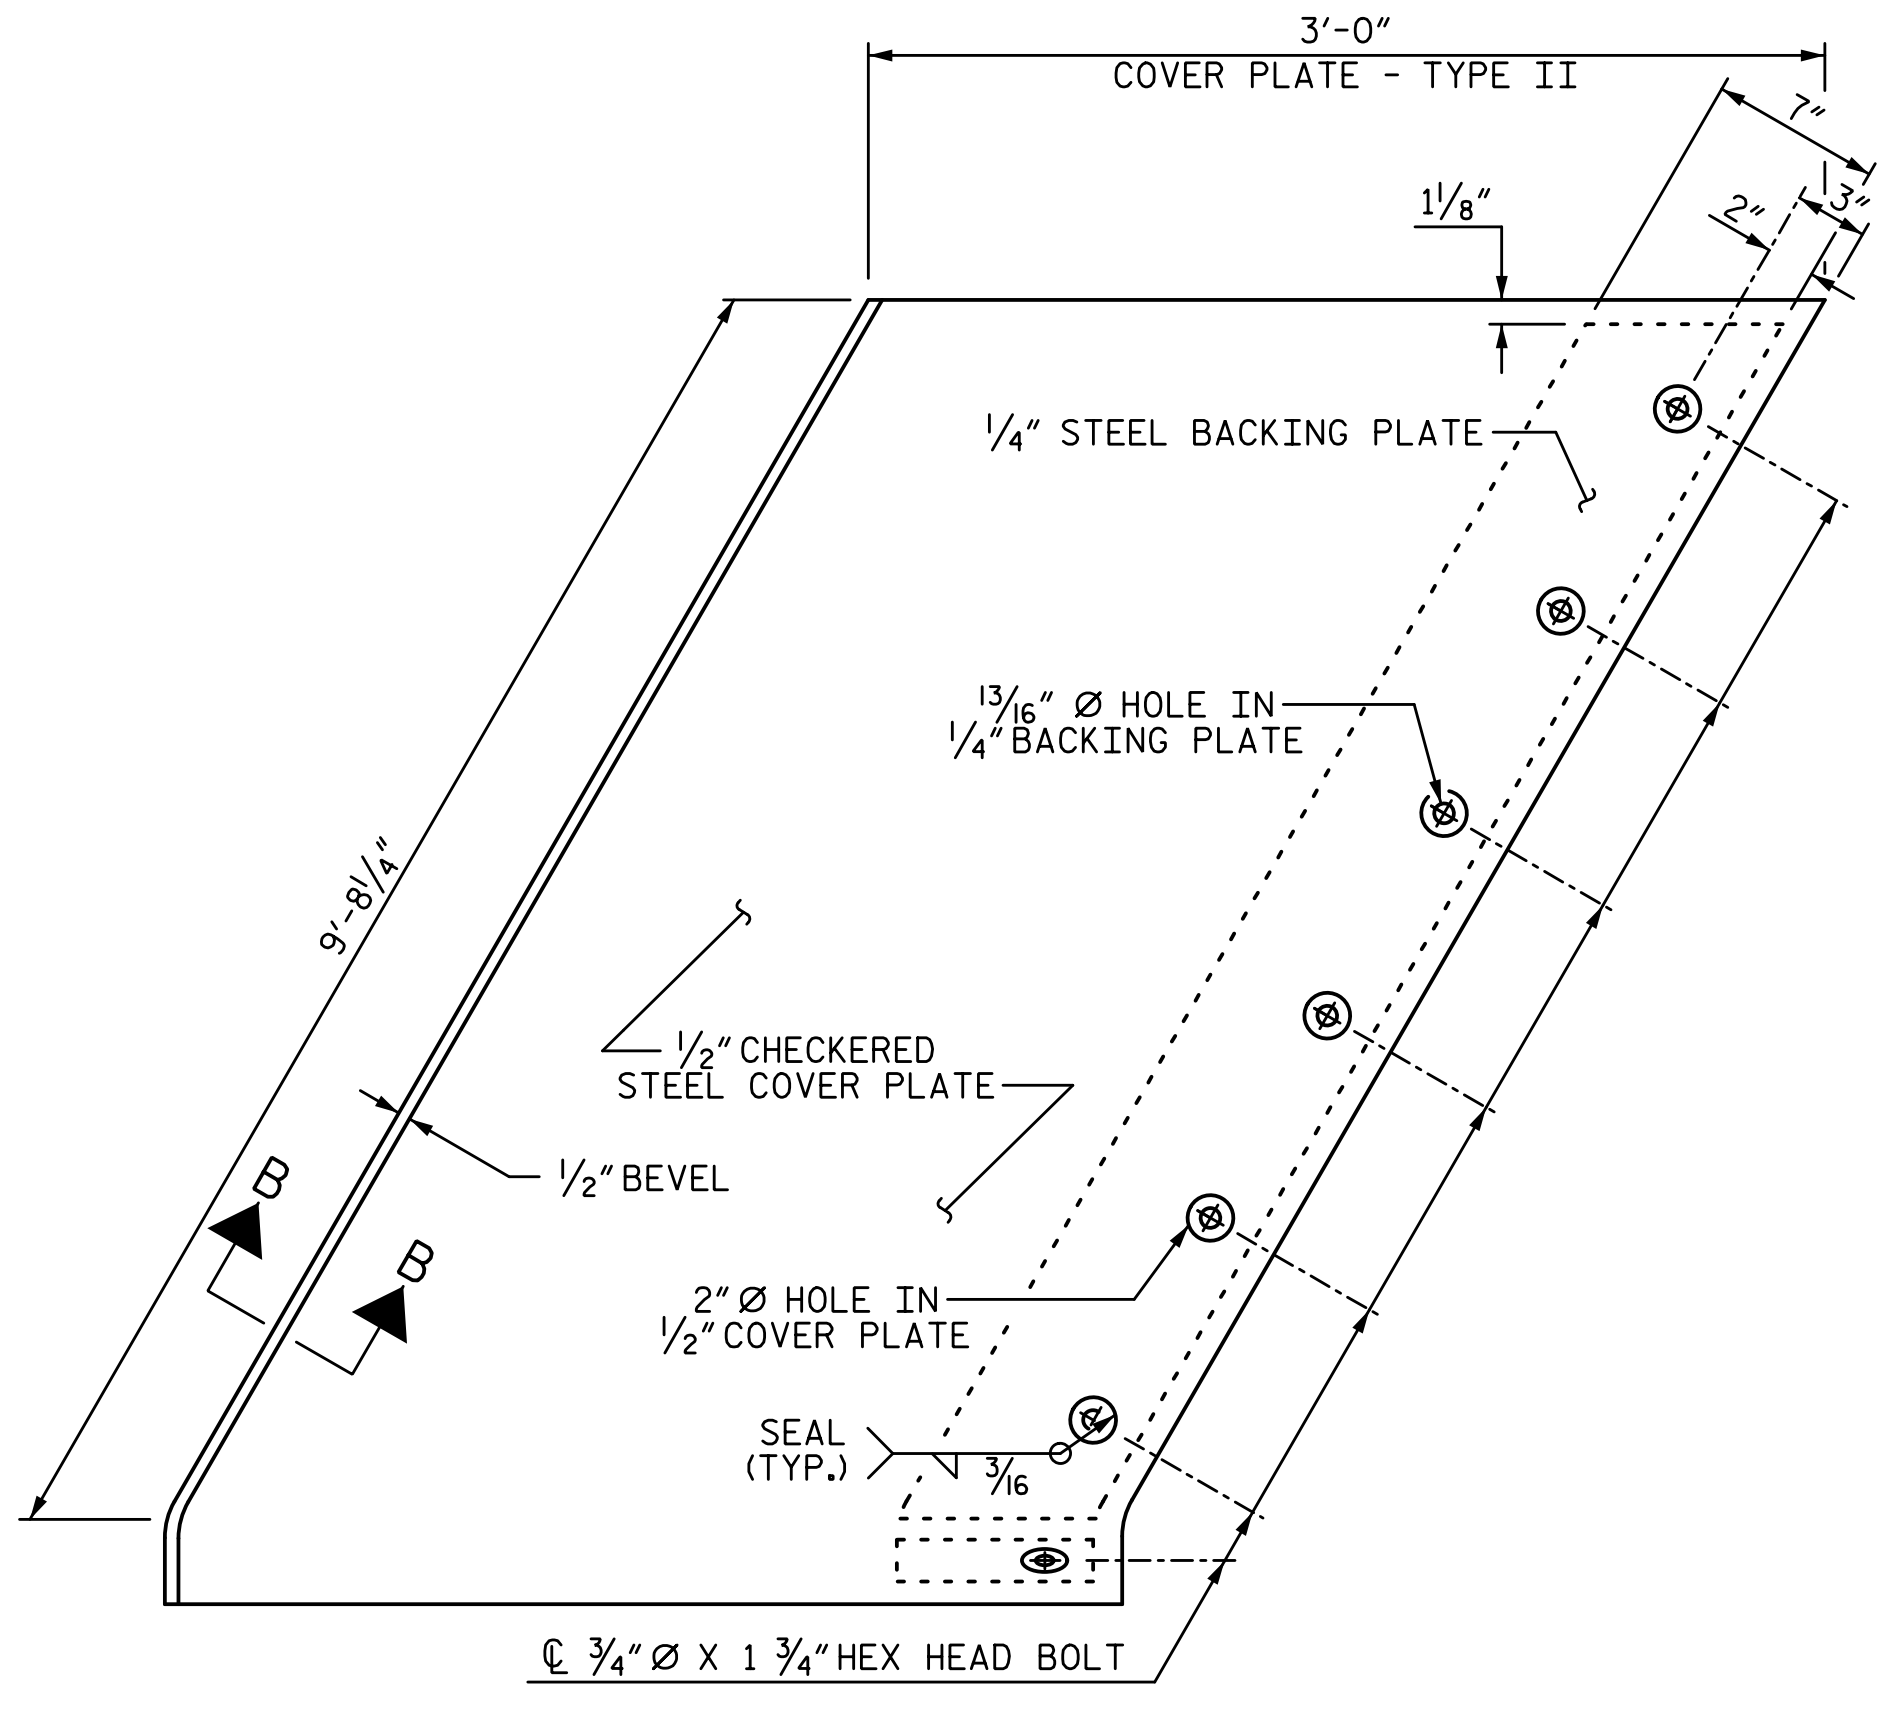 3'-0"
COVER PLATE - TYPE II
7"
3"
2"
1 1/8"
1/4" STEEL BACKING PLATE
13/16" Ø HOLE IN
1/4" BACKING PLATE
9'-8 1/4"
1/2" CHECKERED
STEEL COVER PLATE
1/2" BEVEL
B
B
2" Ø HOLE IN
1/2" COVER PLATE
SEAL
(TYP.)
3/16
℄ 3/4" Ø X 1 3/4" HEX HEAD BOLT